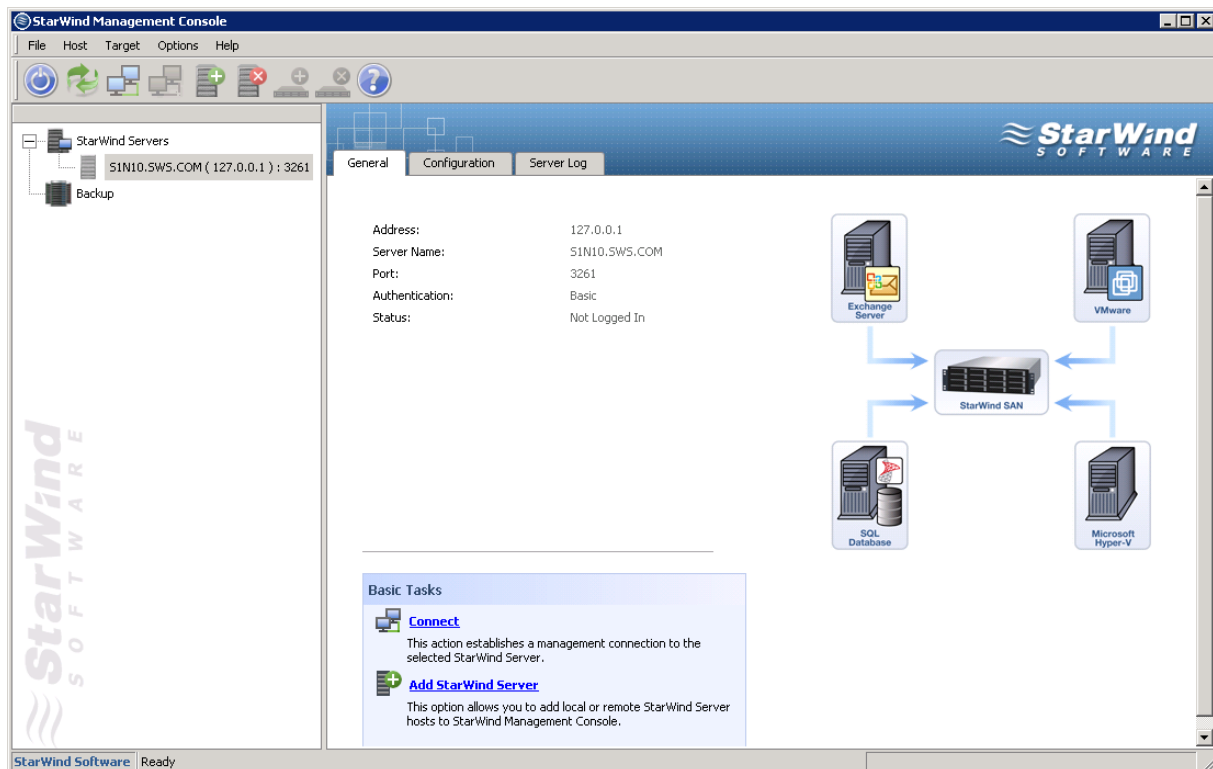 StarWind Management Console
File Host Target Options Help
StarWind Servers
S1N10.SWS.COM ( 127.0.0.1 ) : 3261
Backup
StarWind
SOFTWARE
StarWind
SOFTWARE
General Configuration Server Log
Address: 127.0.0.1
Server Name: S1N10.SWS.COM
Port: 3261
Authentication: Basic
Status: Not Logged In
Exchange
Server
VMware
StarWind SAN
SQL
Database
Microsoft
Hyper-V
Basic Tasks
Connect
This action establishes a management connection to the
selected StarWind Server.
Add StarWind Server
This option allows you to add local or remote StarWind Server
hosts to StarWind Management Console.
StarWind Software Ready